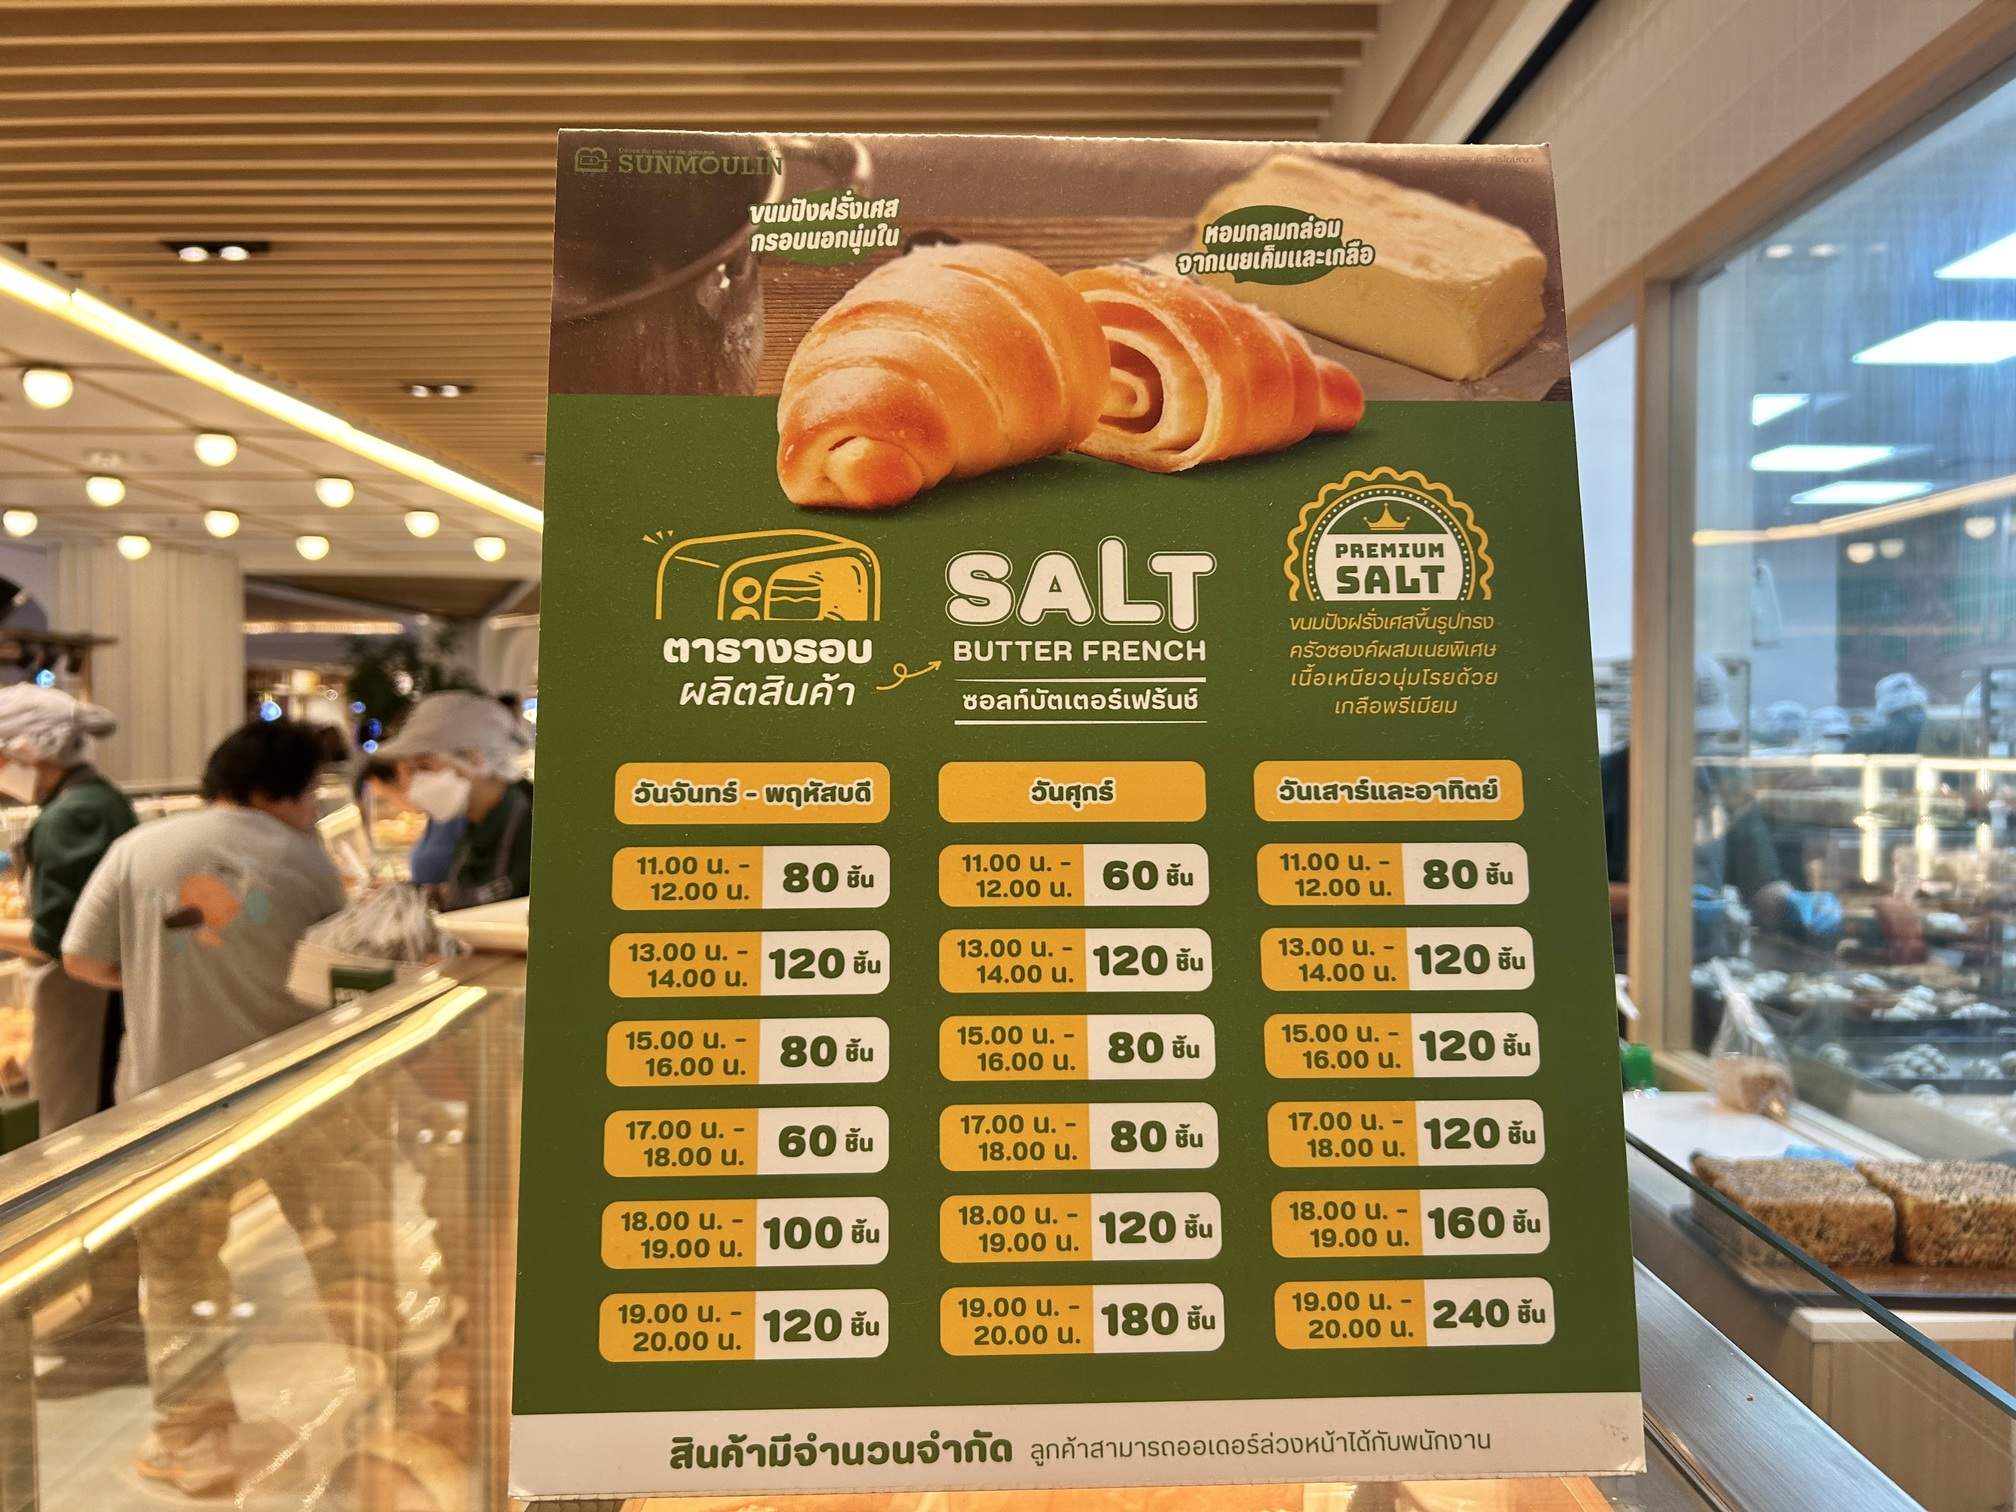 SUNMOULIN
ขนมปังฝรั่งเศส
กรอบนอกนุ่มใน
หอมกลมกล่อม
จากเนยเค็มและเกลือ
ตารางรอบ
ผลิตสินค้า
SALT
BUTTER FRENCH
ซอลท์บัตเตอร์เฟร้นช์
PREMIUM
SALT
ขนมปังฝรั่งเศสขึ้นรูปทรง
ครัวซองค์ผสมเนยพิเศษ
เนื้อเหนียวนุ่มโรยด้วย
เกลือพรีเมียม
วันจันทร์ - พฤหัสบดี
11.00 น. -
12.00 น.
80 ชิ้น
13.00 น. -
14.00 น.
120 ชิ้น
15.00 น. -
16.00 น.
80 ชิ้น
17.00 น. -
18.00 น.
60 ชิ้น
18.00 น. -
19.00 น.
100 ชิ้น
19.00 น. -
20.00 น.
120 ชิ้น
วันศุกร์
11.00 น. -
12.00 น.
60 ชิ้น
13.00 น. -
14.00 น.
120 ชิ้น
15.00 น. -
16.00 น.
80 ชิ้น
17.00 น. -
18.00 น.
80 ชิ้น
18.00 น. -
19.00 น.
120 ชิ้น
19.00 น. -
20.00 น.
180 ชิ้น
วันเสาร์และอาทิตย์
11.00 น. -
12.00 น.
80 ชิ้น
13.00 น. -
14.00 น.
120 ชิ้น
15.00 น. -
16.00 น.
120 ชิ้น
17.00 น. -
18.00 น.
120 ชิ้น
18.00 น. -
19.00 น.
160 ชิ้น
19.00 น. -
20.00 น.
240 ชิ้น
สินค้ามีจำนวนจำกัด ลูกค้าสามารถออเดอร์ล่วงหน้าได้กับพนักงาน